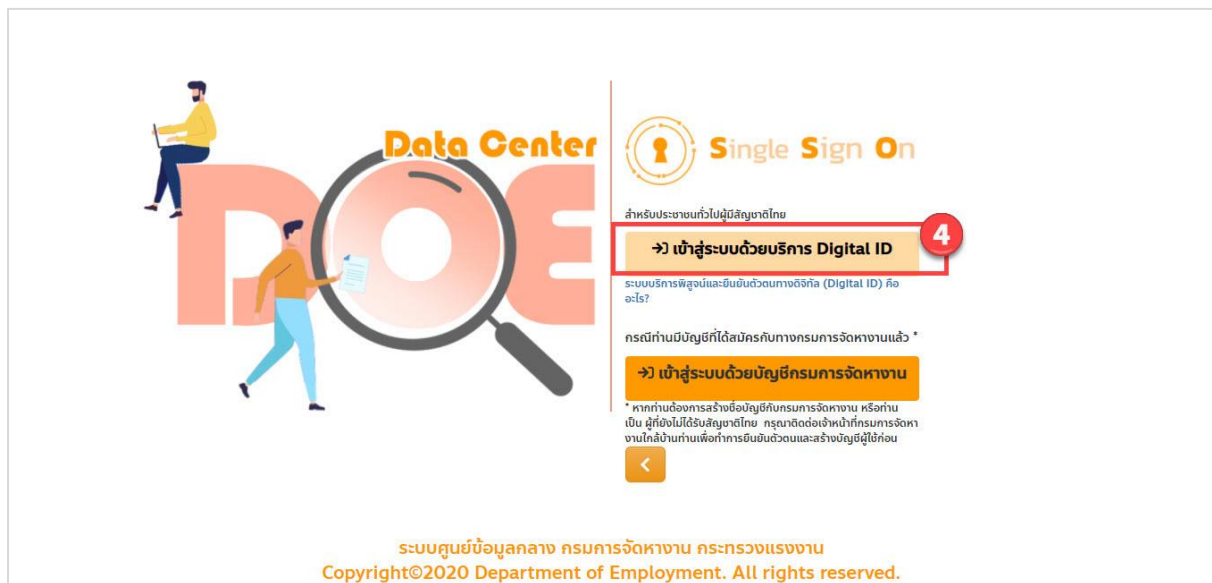 DOE
Data Center
Single Sign On
สำหรับประชาชนทั่วไปผู้มีสัญชาติไทย
เข้าสู่ระบบด้วยบริการ Digital ID
4
ระบบบริการพิสูจน์และยืนยันตัวตนทางดิจิทัล (Digital ID) คือ
อะไร?
กรณีท่านมีบัญชีที่ได้สมัครกับทางกรมการจัดหางานแล้ว *
เข้าสู่ระบบด้วยบัญชีกรมการจัดหางาน
* หากท่านต้องการสร้างชื่อบัญชีกับกรมการจัดหางาน หรือท่าน
เป็น ผู้ที่ยังไม่ได้รับสัญชาติไทย กรุณาติดต่อเจ้าหน้าที่กรมการจัดหา
งานใกล้บ้านท่านเพื่อทำการยืนยันตัวตนและสร้างบัญชีผู้ใช้ก่อน
ระบบศูนย์ข้อมูลกลาง กรมการจัดหางาน กระทรวงแรงงาน
Copyright©2020 Department of Employment. All rights reserved.